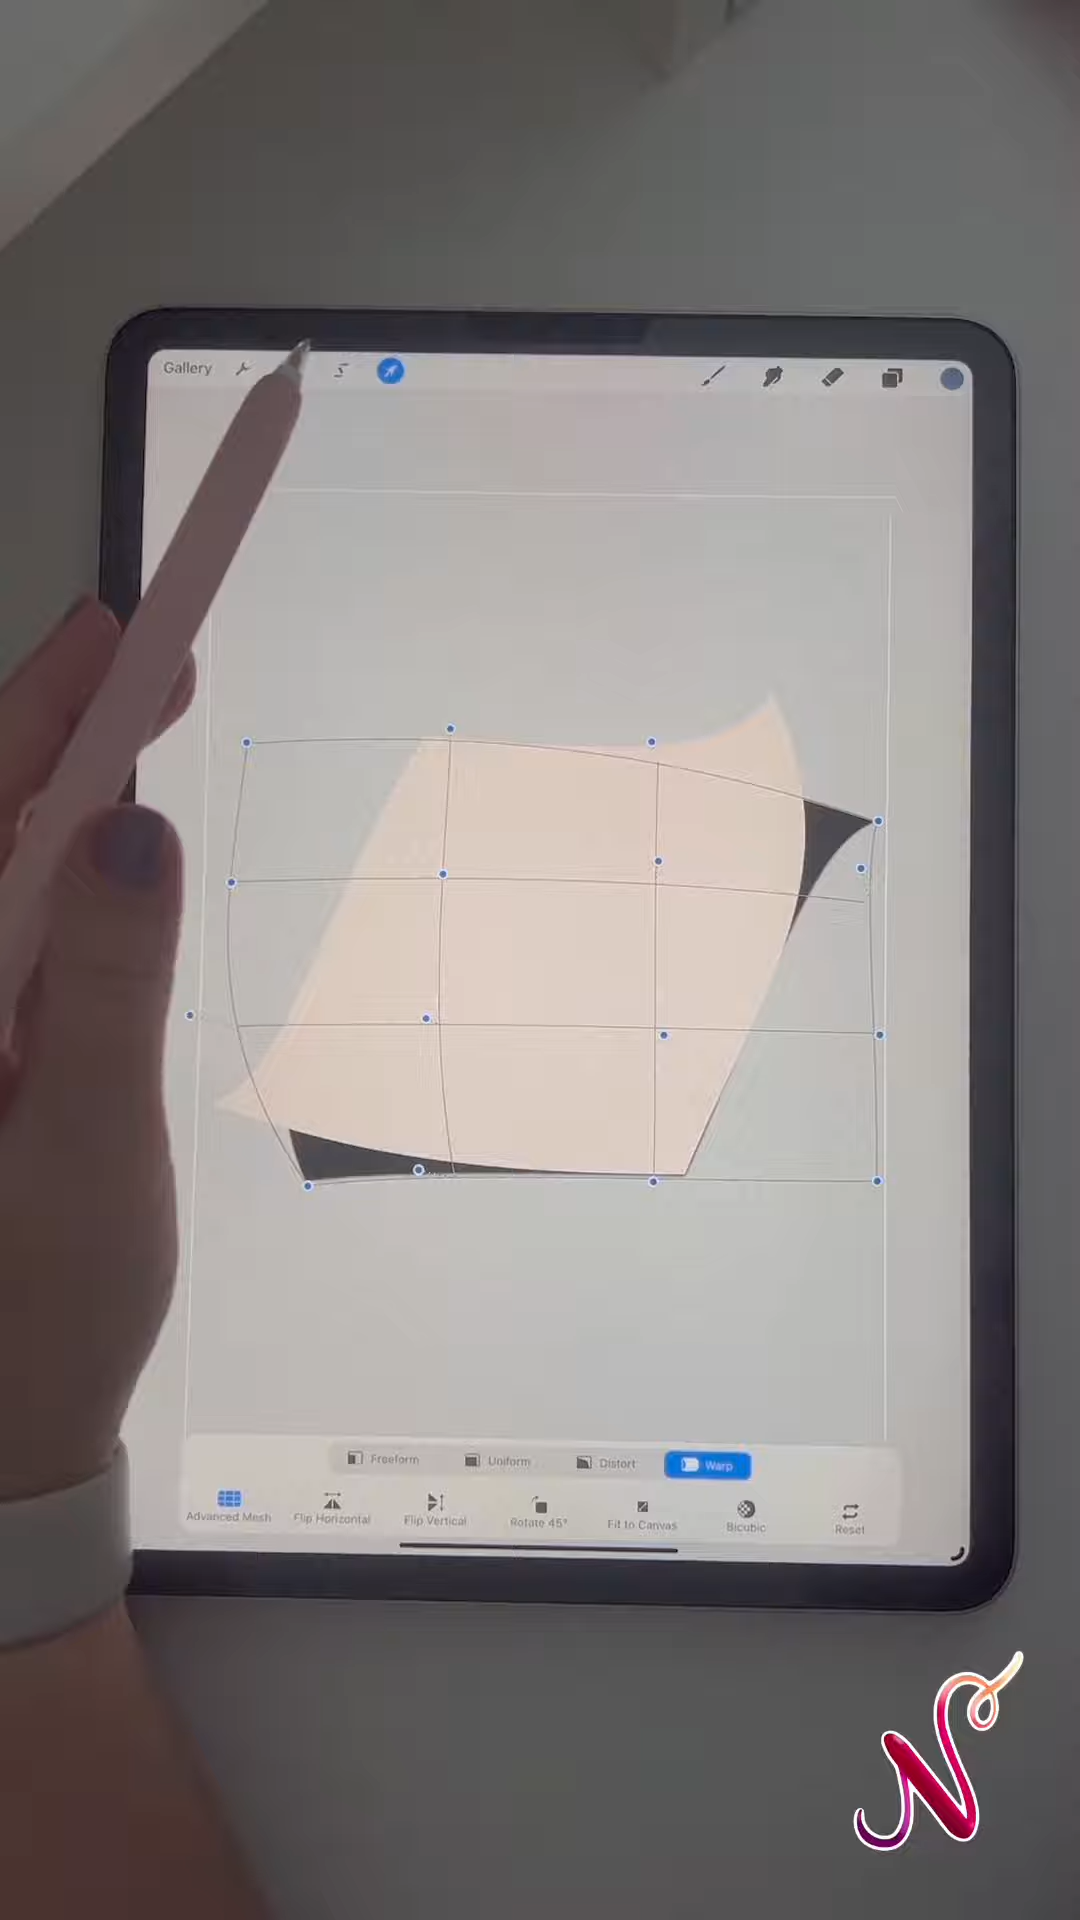 Gallery
Freeform Uniform Distort Warp
Advanced Mesh Flip Horizontal Flip Vertical Rotate 45° Fit to Canvas Bicubic Reset
N